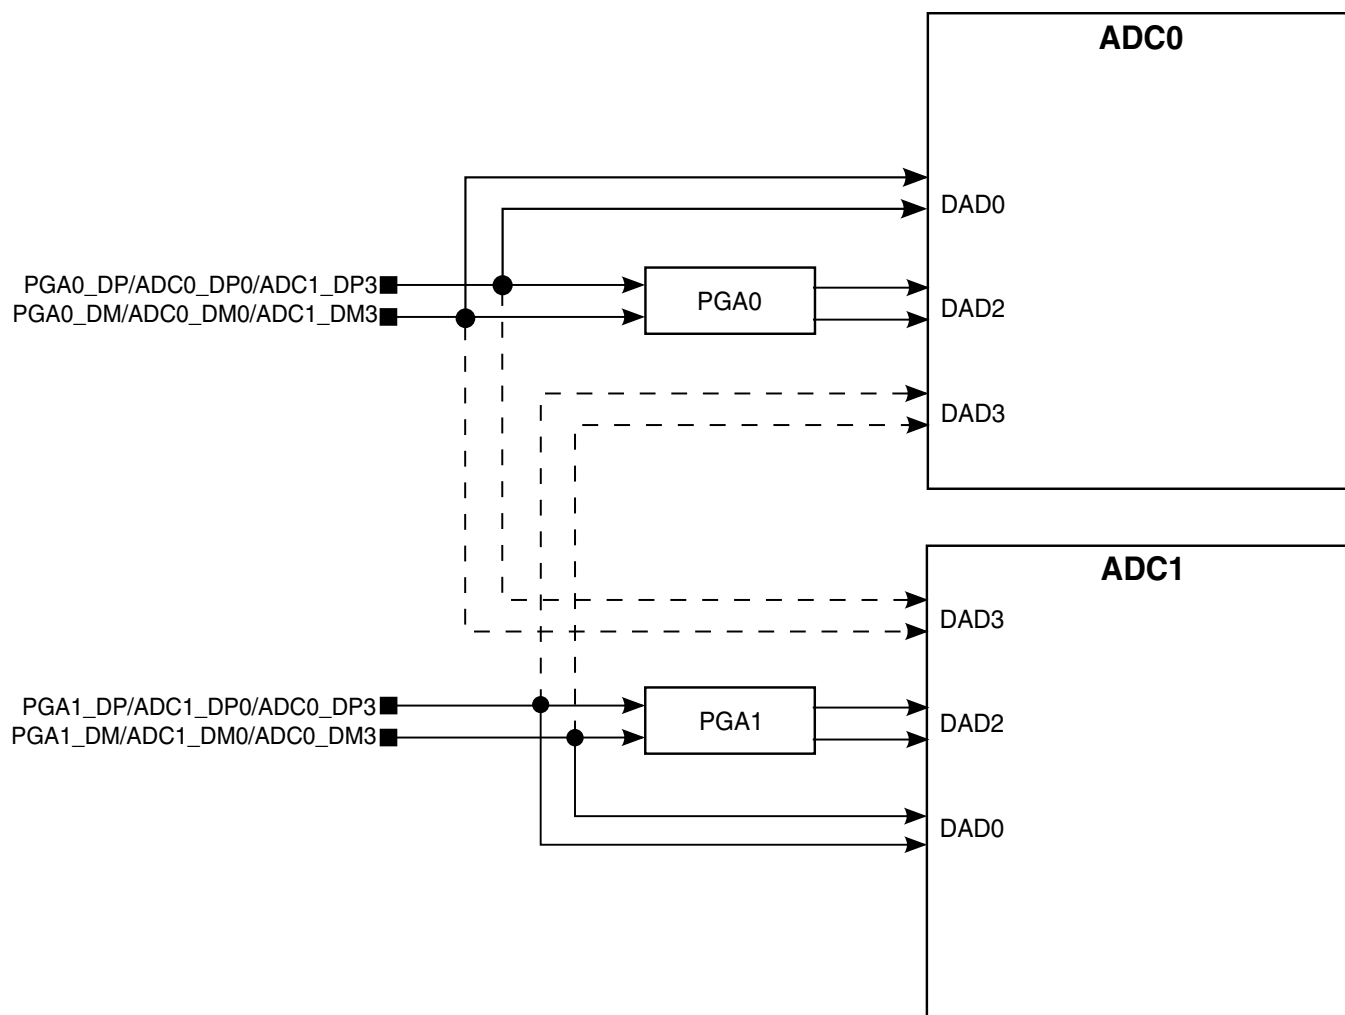 ADC0
DAD0
PGA0_DP/ADC0_DP0/ADC1_DP3
PGA0_DM/ADC0_DM0/ADC1_DM3
PGA0
DAD2
DAD3
ADC1
DAD3
PGA1_DP/ADC1_DP0/ADC0_DP3
PGA1_DM/ADC1_DM0/ADC0_DM3
PGA1
DAD2
DAD0